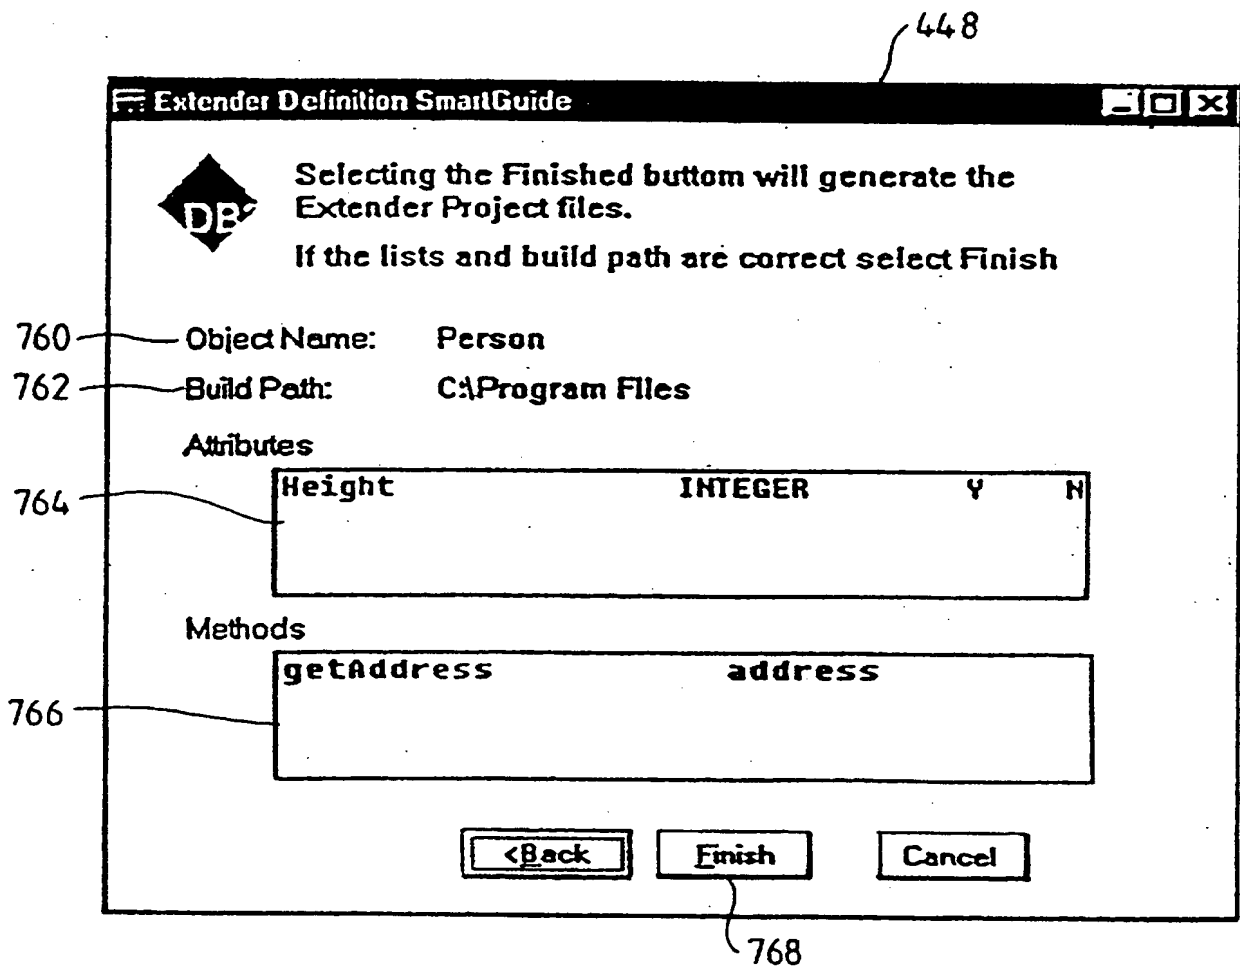 448
Extender Definition SmartGuide
DB2
Selecting the Finished buttom will generate the
Extender Project files.
If the lists and build path are correct select Finish
760 Object Name: Person
762 Build Path: C:\Program Files
Attributes
764 Height INTEGER Y N
Methods
getAddress address
766
<Back Finish Cancel
768